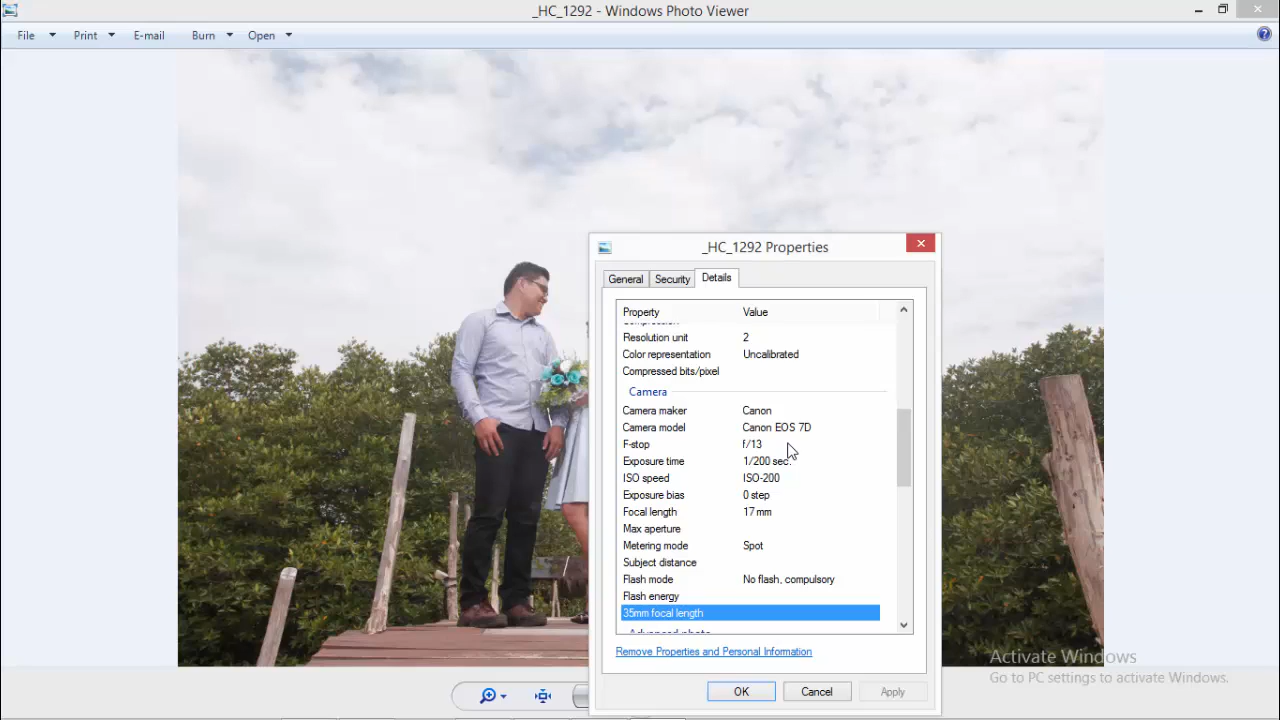 _HC_1292 - Windows Photo Viewer
File Print E-mail Burn Open
_HC_1292 Properties
General Security Details
Property Value
Compression
Resolution unit 2
Color representation Uncalibrated
Compressed bits/pixel
Camera
Camera maker Canon
Camera model Canon EOS 7D
F-stop f/13
Exposure time 1/200 sec.
ISO speed ISO-200
Exposure bias 0 step
Focal length 17 mm
Max aperture
Metering mode Spot
Subject distance
Flash mode No flash, compulsory
Flash energy
35mm focal length
Advanced photo
Remove Properties and Personal Information
OK Cancel Apply
Activate Windows
Go to PC settings to activate Windows.